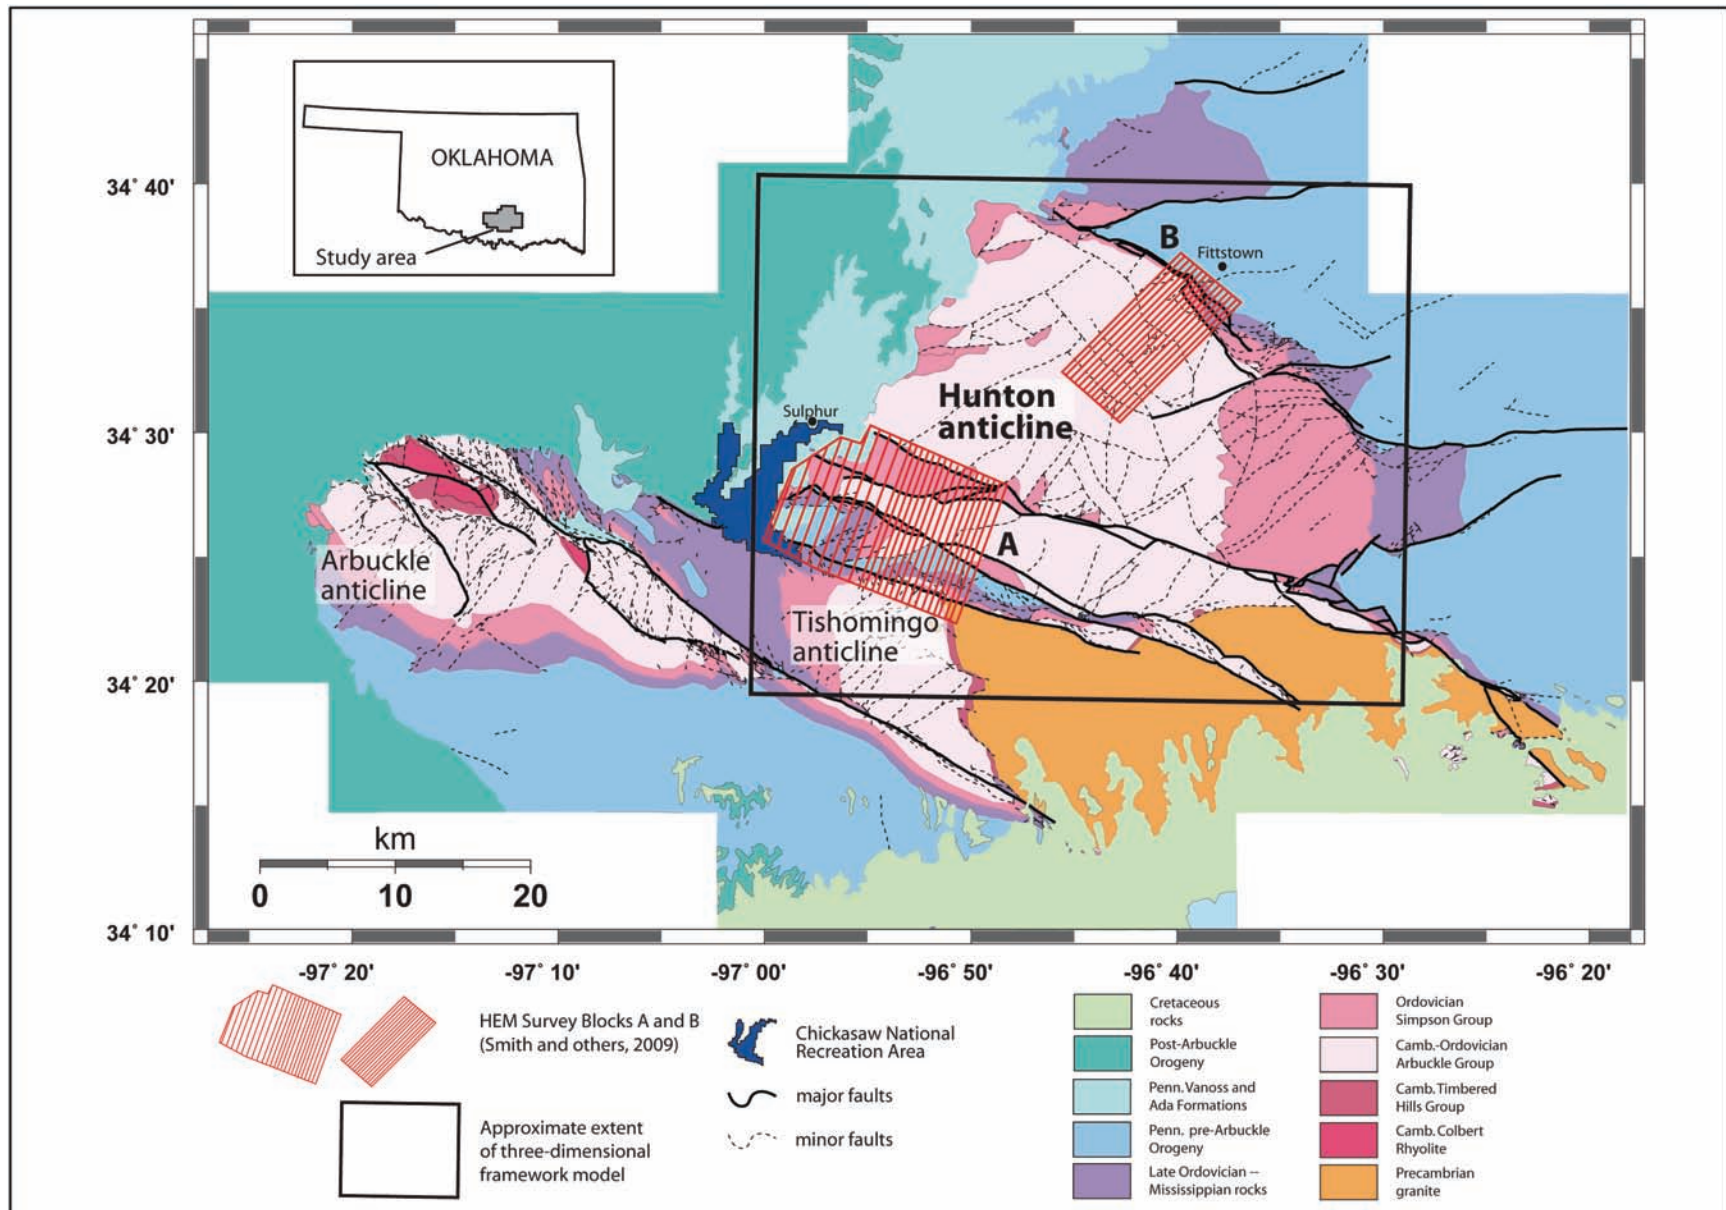 OKLAHOMA
Study area
34° 40'
34° 30'
34° 20'
34° 10'
B
Fittstown
Hunton
anticline
Sulphur
A
Arbuckle
anticline
Tishomingo
anticline
km
0 10 20
-97° 20' -97° 10' -97° 00' -96° 50' -96° 40' -96° 30' -96° 20'
HEM Survey Blocks A and B
(Smith and others, 2009)
Approximate extent
of three-dimensional
framework model
Chickasaw National
Recreation Area
major faults
minor faults
Cretaceous
rocks
Post-Arbuckle
Orogeny
Penn. Vanoss and
Ada Formations
Penn. pre-Arbuckle
Orogeny
Late Ordovician --
Mississippian rocks
Ordovician
Simpson Group
Camb.-Ordovician
Arbuckle Group
Camb. Timbered
Hills Group
Camb. Colbert
Rhyolite
Precambrian
granite